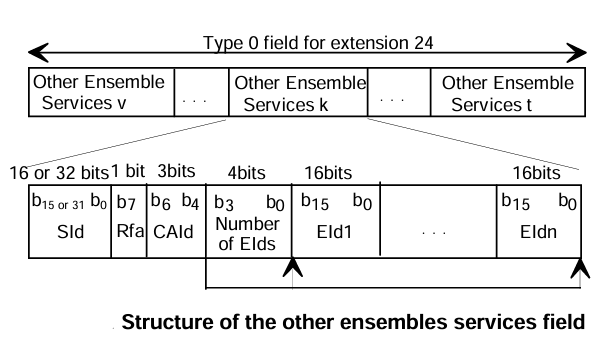 Type 0 field for extension 24
Other Ensemble Services v
. . .
Other Ensemble Services k
. . .
Other Ensemble Services t
16 or 32 bits 1 bit 3bits 4bits 16bits 16bits
b15 or 31 b0 b7 b6 b4 b3 b0 b15 b0 b15 b0
SId Rfa CAId Number of EIds EId1 . . . EIdn
Structure of the other ensembles services field